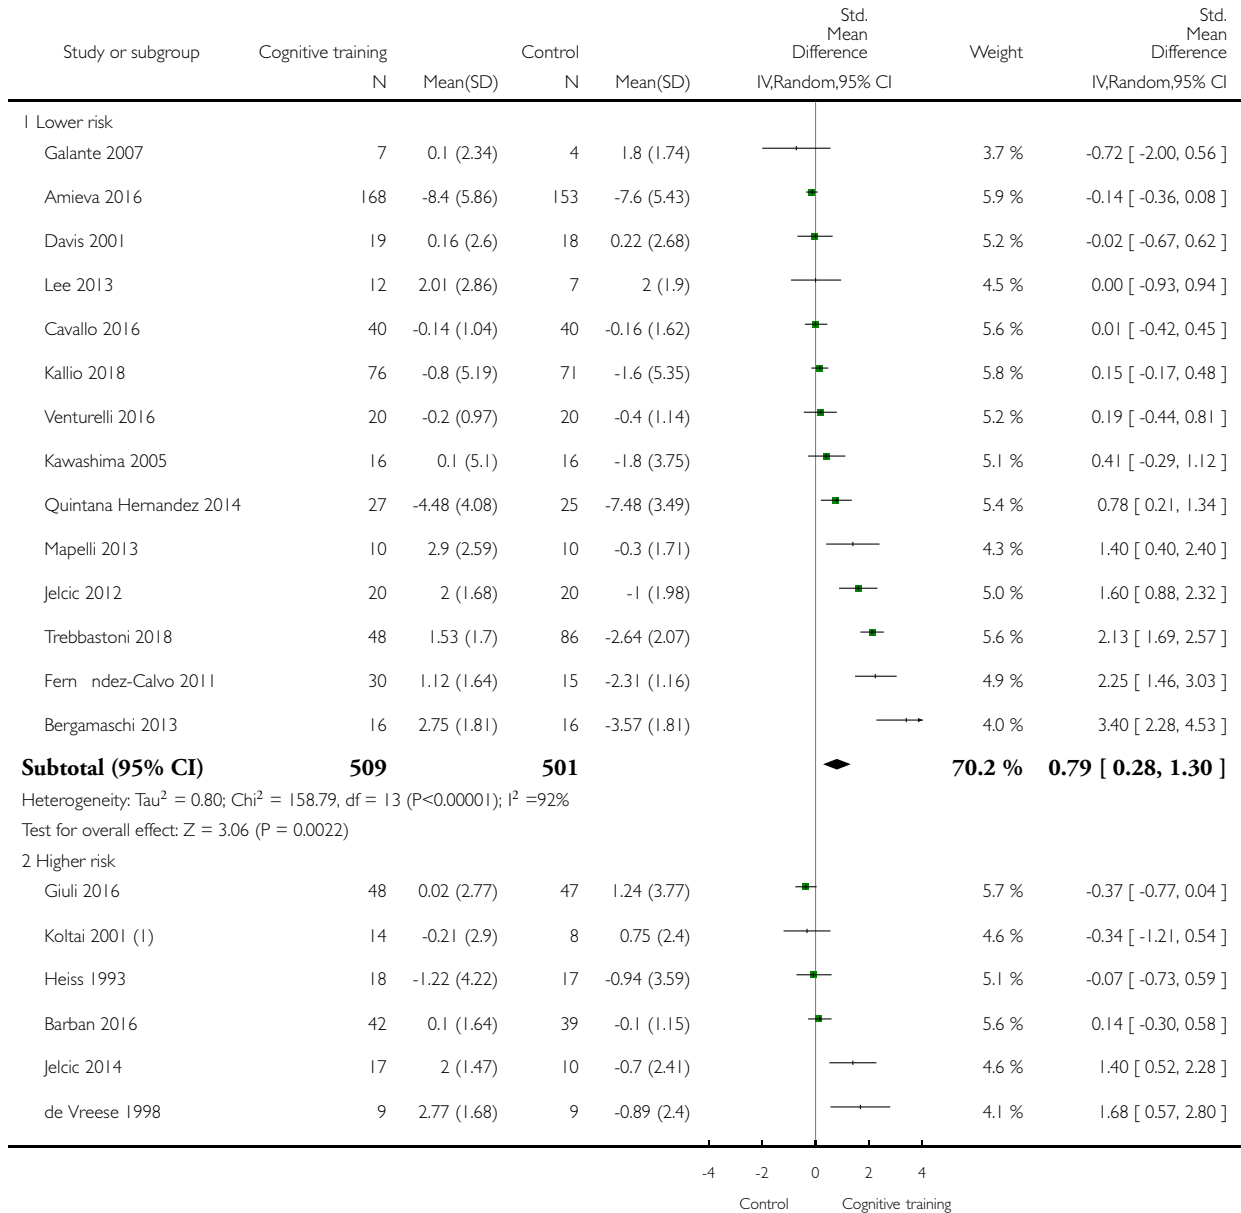 Std. Std.
Mean Mean
Study or subgroup Cognitive training Control Difference Weight Difference
N Mean(SD) N Mean(SD) IV,Random,95% CI IV,Random,95% CI
1 Lower risk
Galante 2007 7 0.1 (2.34) 4 1.8 (1.74) 3.7 % -0.72 [ -2.00, 0.56 ]
Amieva 2016 168 -8.4 (5.86) 153 -7.6 (5.43) 5.9 % -0.14 [ -0.36, 0.08 ]
Davis 2001 19 0.16 (2.6) 18 0.22 (2.68) 5.2 % -0.02 [ -0.67, 0.62 ]
Lee 2013 12 2.01 (2.86) 7 2 (1.9) 4.5 % 0.00 [ -0.93, 0.94 ]
Cavallo 2016 40 -0.14 (1.04) 40 -0.16 (1.62) 5.6 % 0.01 [ -0.42, 0.45 ]
Kallio 2018 76 -0.8 (5.19) 71 -1.6 (5.35) 5.8 % 0.15 [ -0.17, 0.48 ]
Venturelli 2016 20 -0.2 (0.97) 20 -0.4 (1.14) 5.2 % 0.19 [ -0.44, 0.81 ]
Kawashima 2005 16 0.1 (5.1) 16 -1.8 (3.75) 5.1 % 0.41 [ -0.29, 1.12 ]
Quintana Hernandez 2014 27 -4.48 (4.08) 25 -7.48 (3.49) 5.4 % 0.78 [ 0.21, 1.34 ]
Mapelli 2013 10 2.9 (2.59) 10 -0.3 (1.71) 4.3 % 1.40 [ 0.40, 2.40 ]
Jelcic 2012 20 2 (1.68) 20 -1 (1.98) 5.0 % 1.60 [ 0.88, 2.32 ]
Trebbastoni 2018 48 1.53 (1.7) 86 -2.64 (2.07) 5.6 % 2.13 [ 1.69, 2.57 ]
Fern ndez-Calvo 2011 30 1.12 (1.64) 15 -2.31 (1.16) 4.9 % 2.25 [ 1.46, 3.03 ]
Bergamaschi 2013 16 2.75 (1.81) 16 -3.57 (1.81) 4.0 % 3.40 [ 2.28, 4.53 ]
Subtotal (95% CI) 509 501 70.2 % 0.79 [ 0.28, 1.30 ]
Heterogeneity: Tau² = 0.80; Chi² = 158.79, df = 13 (P<0.00001); I² =92%
Test for overall effect: Z = 3.06 (P = 0.0022)
2 Higher risk
Giuli 2016 48 0.02 (2.77) 47 1.24 (3.77) 5.7 % -0.37 [ -0.77, 0.04 ]
Koltai 2001 (1) 14 -0.21 (2.9) 8 0.75 (2.4) 4.6 % -0.34 [ -1.21, 0.54 ]
Heiss 1993 18 -1.22 (4.22) 17 -0.94 (3.59) 5.1 % -0.07 [ -0.73, 0.59 ]
Barban 2016 42 0.1 (1.64) 39 -0.1 (1.15) 5.6 % 0.14 [ -0.30, 0.58 ]
Jelcic 2014 17 2 (1.47) 10 -0.7 (2.41) 4.6 % 1.40 [ 0.52, 2.28 ]
de Vreese 1998 9 2.77 (1.68) 9 -0.89 (2.4) 4.1 % 1.68 [ 0.57, 2.80 ]
-4 -2 0 2 4
Control Cognitive training